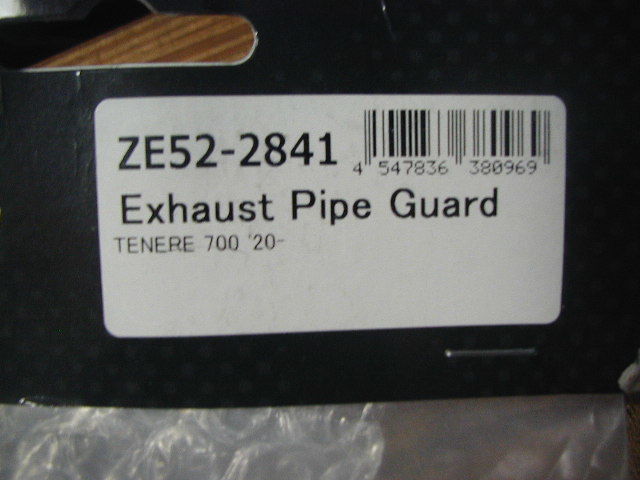 ZE52-2841
4 547836 380969
Exhaust Pipe Guard
TENERE 700 '20-